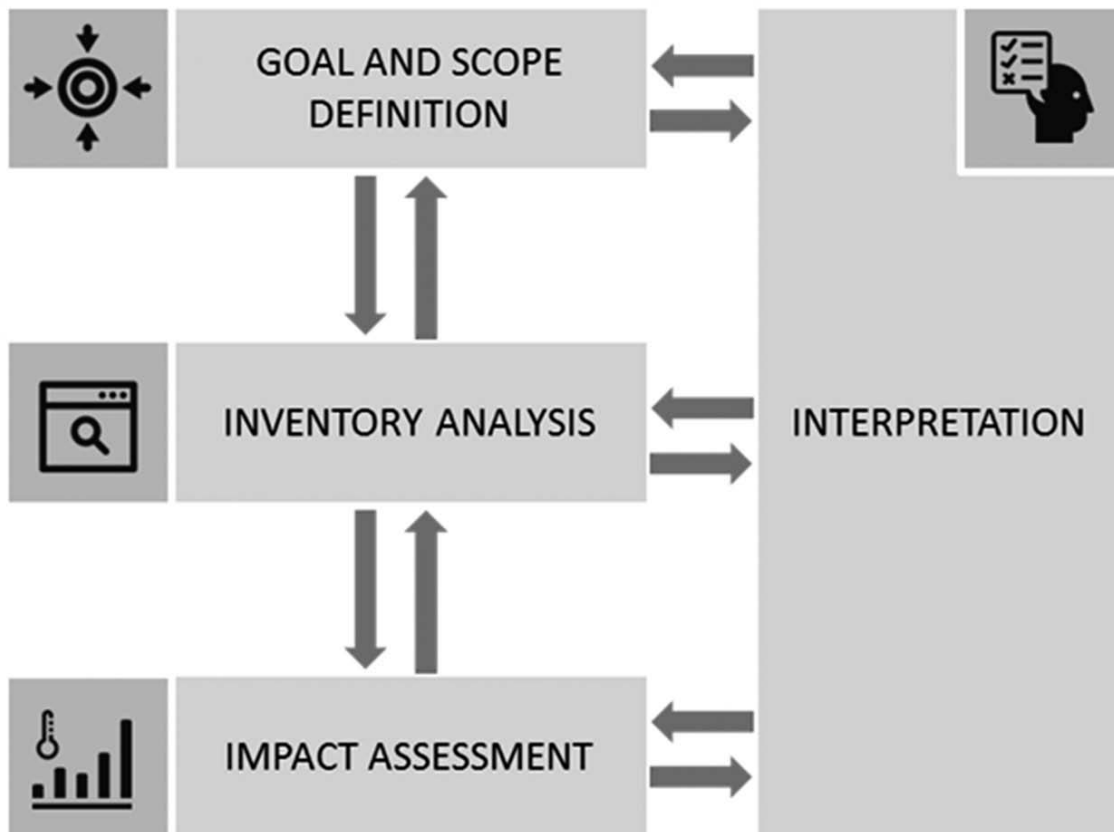 GOAL AND SCOPE
DEFINITION
INVENTORY ANALYSIS
INTERPRETATION
IMPACT ASSESSMENT